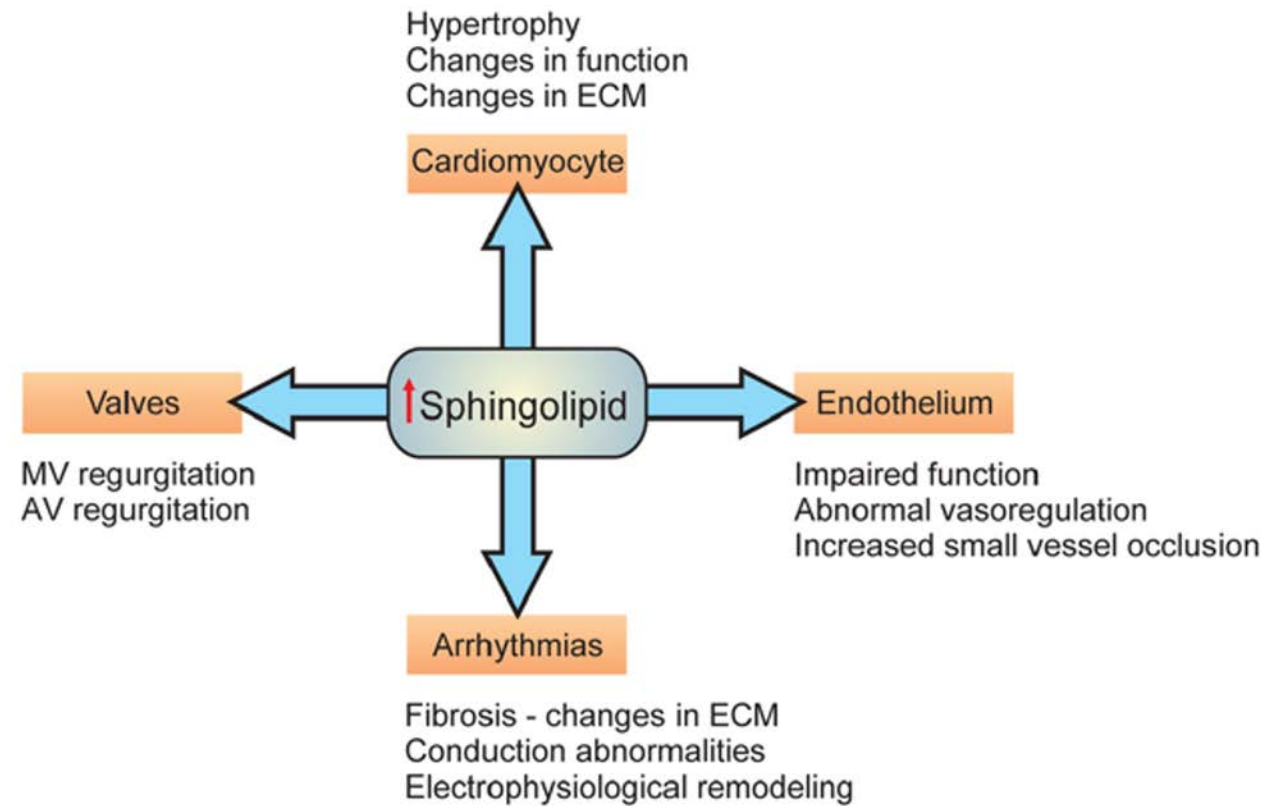 Hypertrophy
Changes in function
Changes in ECM
Cardiomyocyte
Valves
MV regurgitation
AV regurgitation
Sphingolipid
Endothelium
Impaired function
Abnormal vasoregulation
Increased small vessel occlusion
Arrhythmias
Fibrosis - changes in ECM
Conduction abnormalities
Electrophysiological remodeling